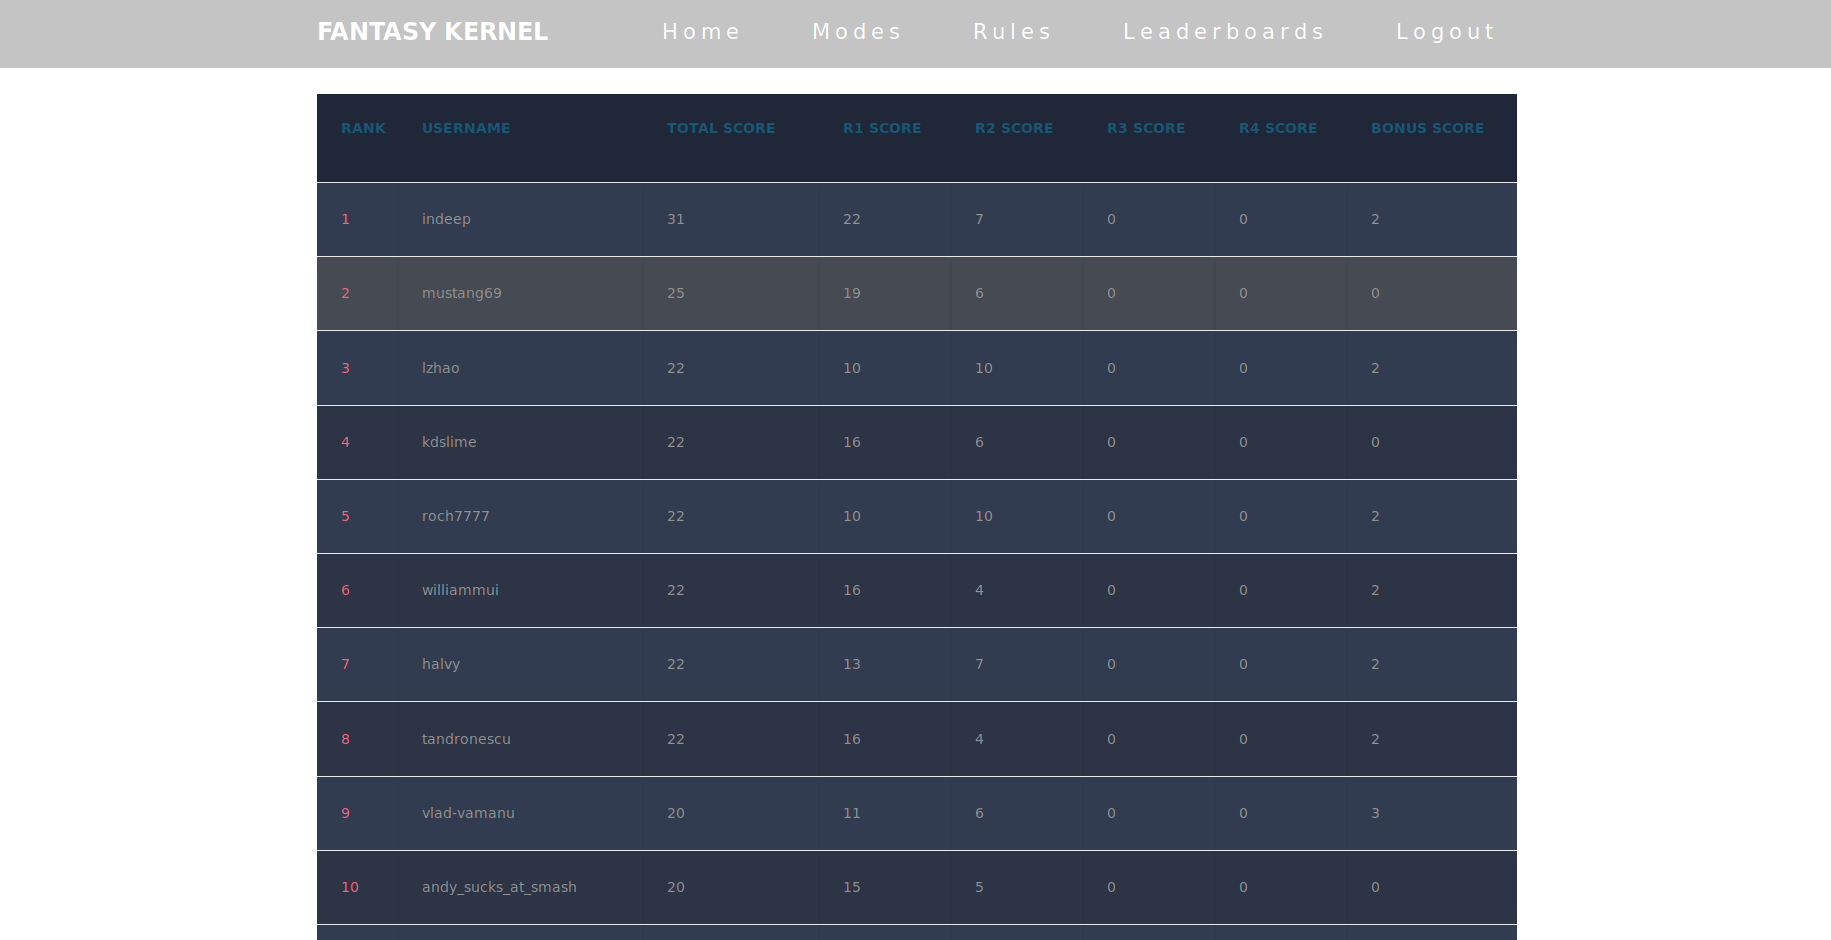 FANTASY KERNEL Home Modes Rules Leaderboards Logout
RANK USERNAME TOTAL SCORE R1 SCORE R2 SCORE R3 SCORE R4 SCORE BONUS SCORE
1 indeep 31 22 7 0 0 2
2 mustang69 25 19 6 0 0 0
3 lzhao 22 10 10 0 0 2
4 kdslime 22 16 6 0 0 0
5 roch7777 22 10 10 0 0 2
6 williammui 22 16 4 0 0 2
7 halvy 22 13 7 0 0 2
8 tandronescu 22 16 4 0 0 2
9 vlad-vamanu 20 11 6 0 0 3
10 andy_sucks_at_smash 20 15 5 0 0 0